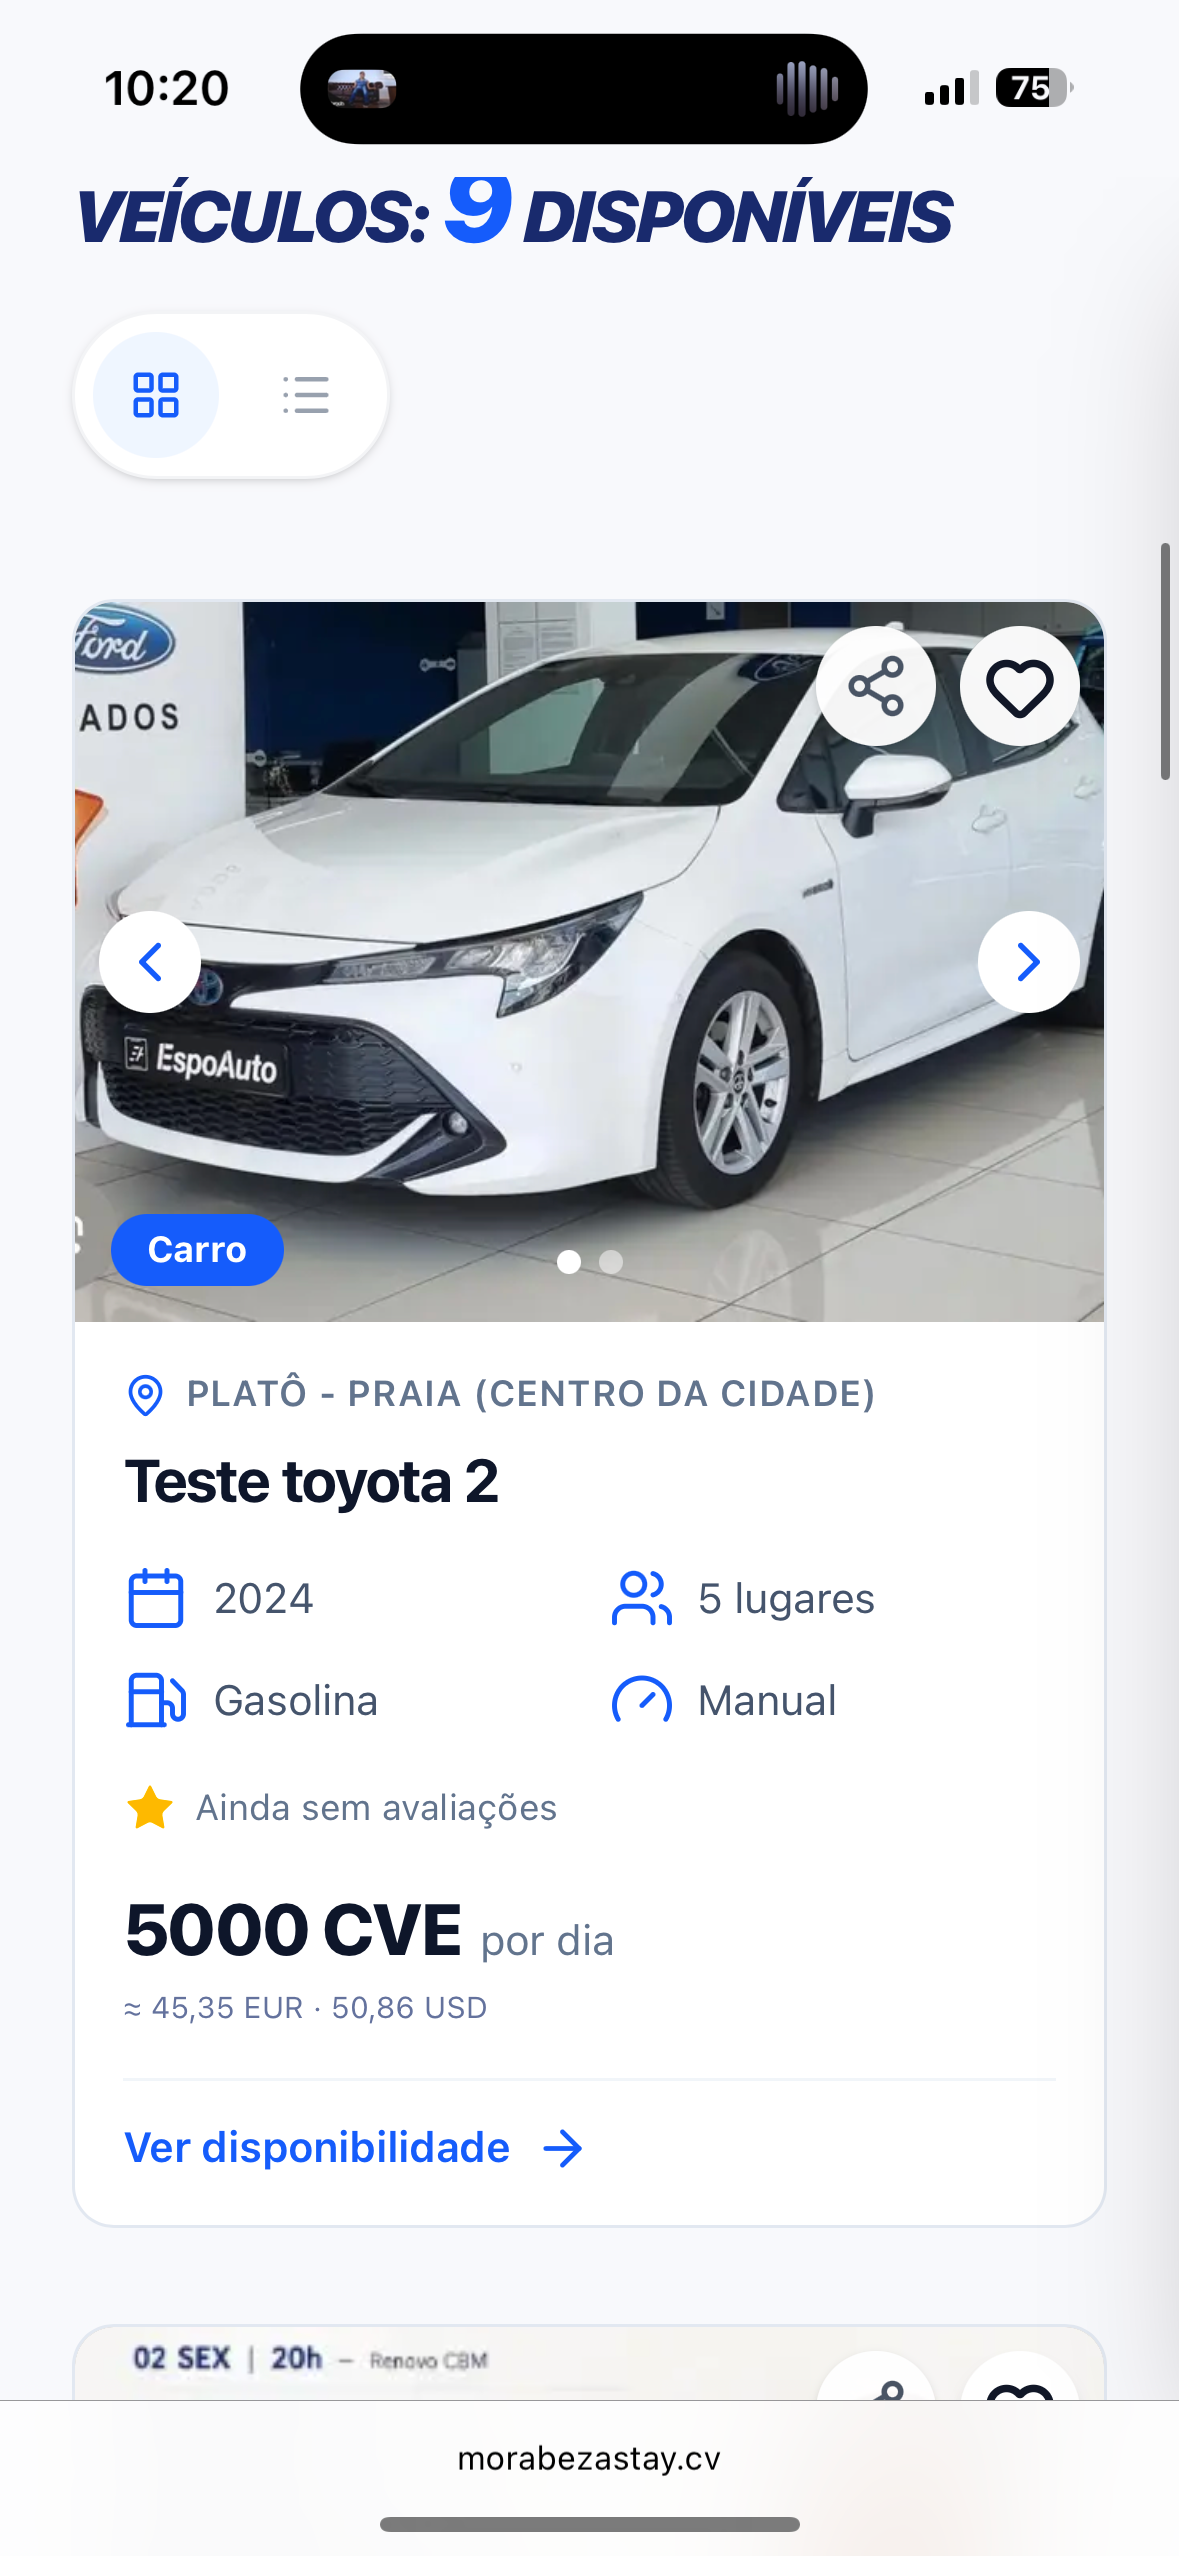 10:20
75
VEÍCULOS: 9 DISPONÍVEIS
Ford
ADOS
EspoAuto
Carro
PLATÔ - PRAIA (CENTRO DA CIDADE)
Teste toyota 2
2024
5 lugares
Gasolina
Manual
Ainda sem avaliações
5000 CVE por dia
≈ 45,35 EUR · 50,86 USD
Ver disponibilidade
02 SEX | 20h – Renovo CBM
morabezastay.cv